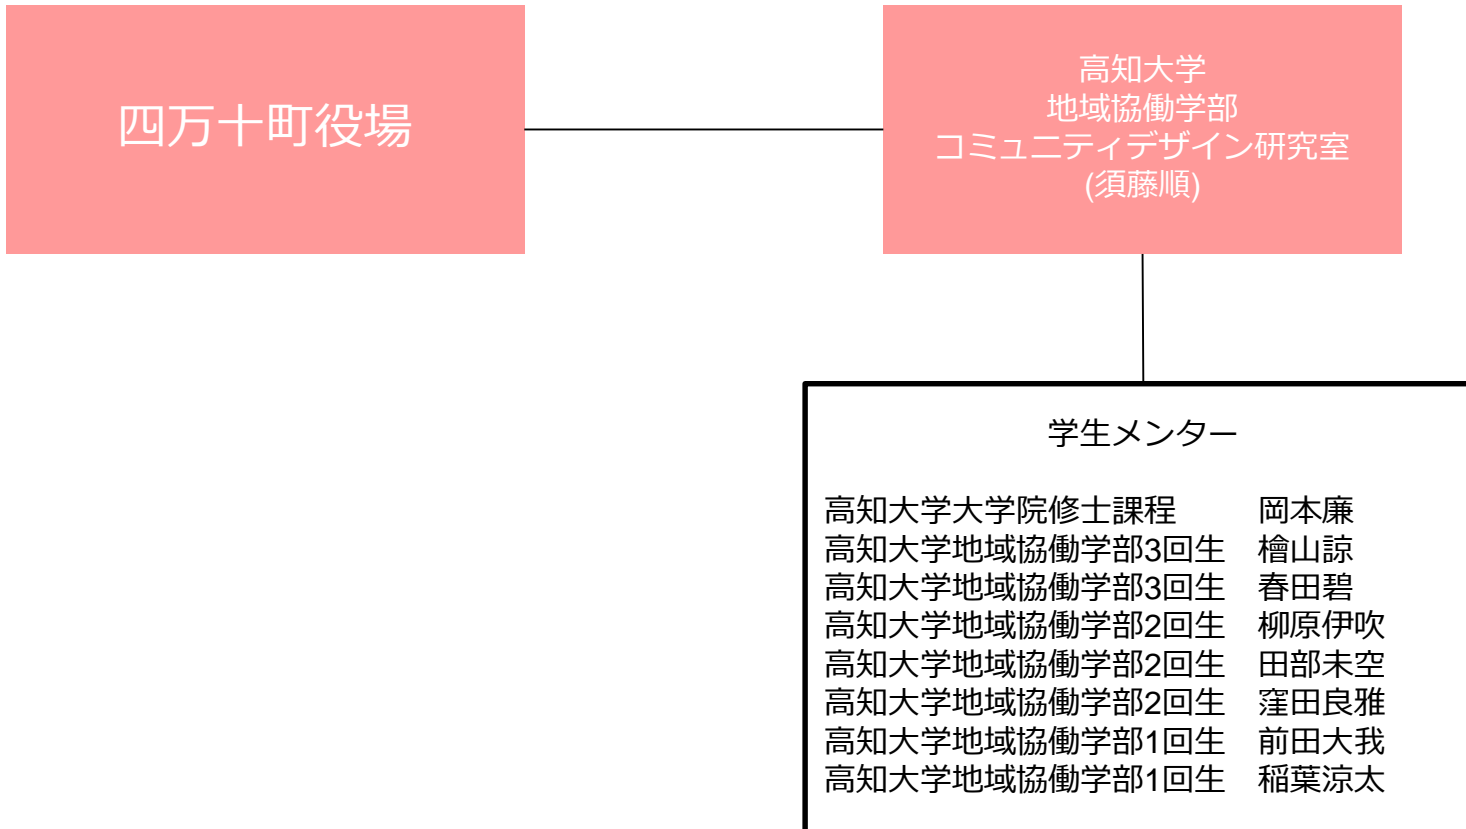 四万十町役場
高知大学
地域協働学部
コミュニティデザイン研究室
(須藤順)
学生メンター
高知大学大学院修士課程　　岡本廉
高知大学地域協働学部3回生　檜山諒
高知大学地域協働学部3回生　春田碧
高知大学地域協働学部2回生　柳原伊吹
高知大学地域協働学部2回生　田部未空
高知大学地域協働学部2回生　窪田良雅
高知大学地域協働学部1回生　前田大我
高知大学地域協働学部1回生　稲葉涼太